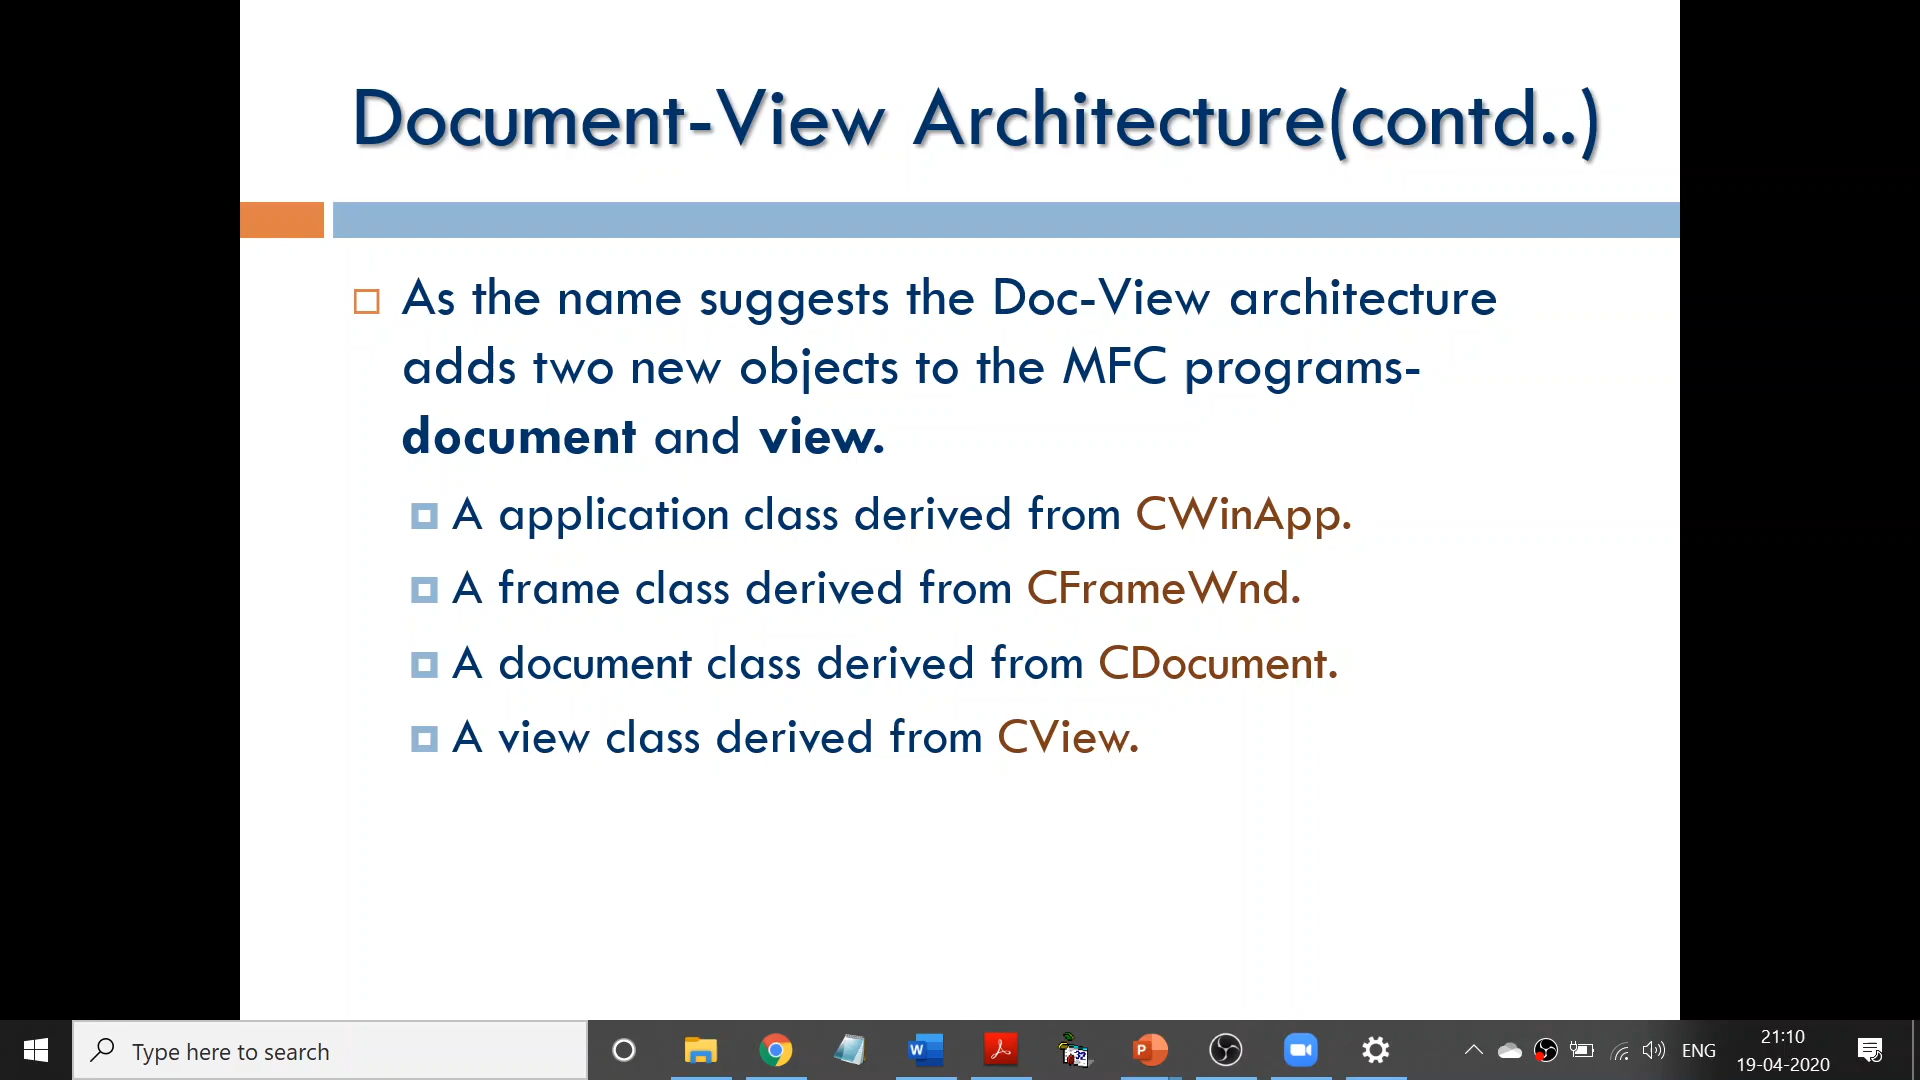 Document-View Architecture(contd..)
As the name suggests the Doc-View architecture
adds two new objects to the MFC programs-
document and view.
A application class derived from CWinApp.
A frame class derived from CFrameWnd.
A document class derived from CDocument.
A view class derived from CView.
Type here to search
W
32
P
ENG
21:10
19-04-2020